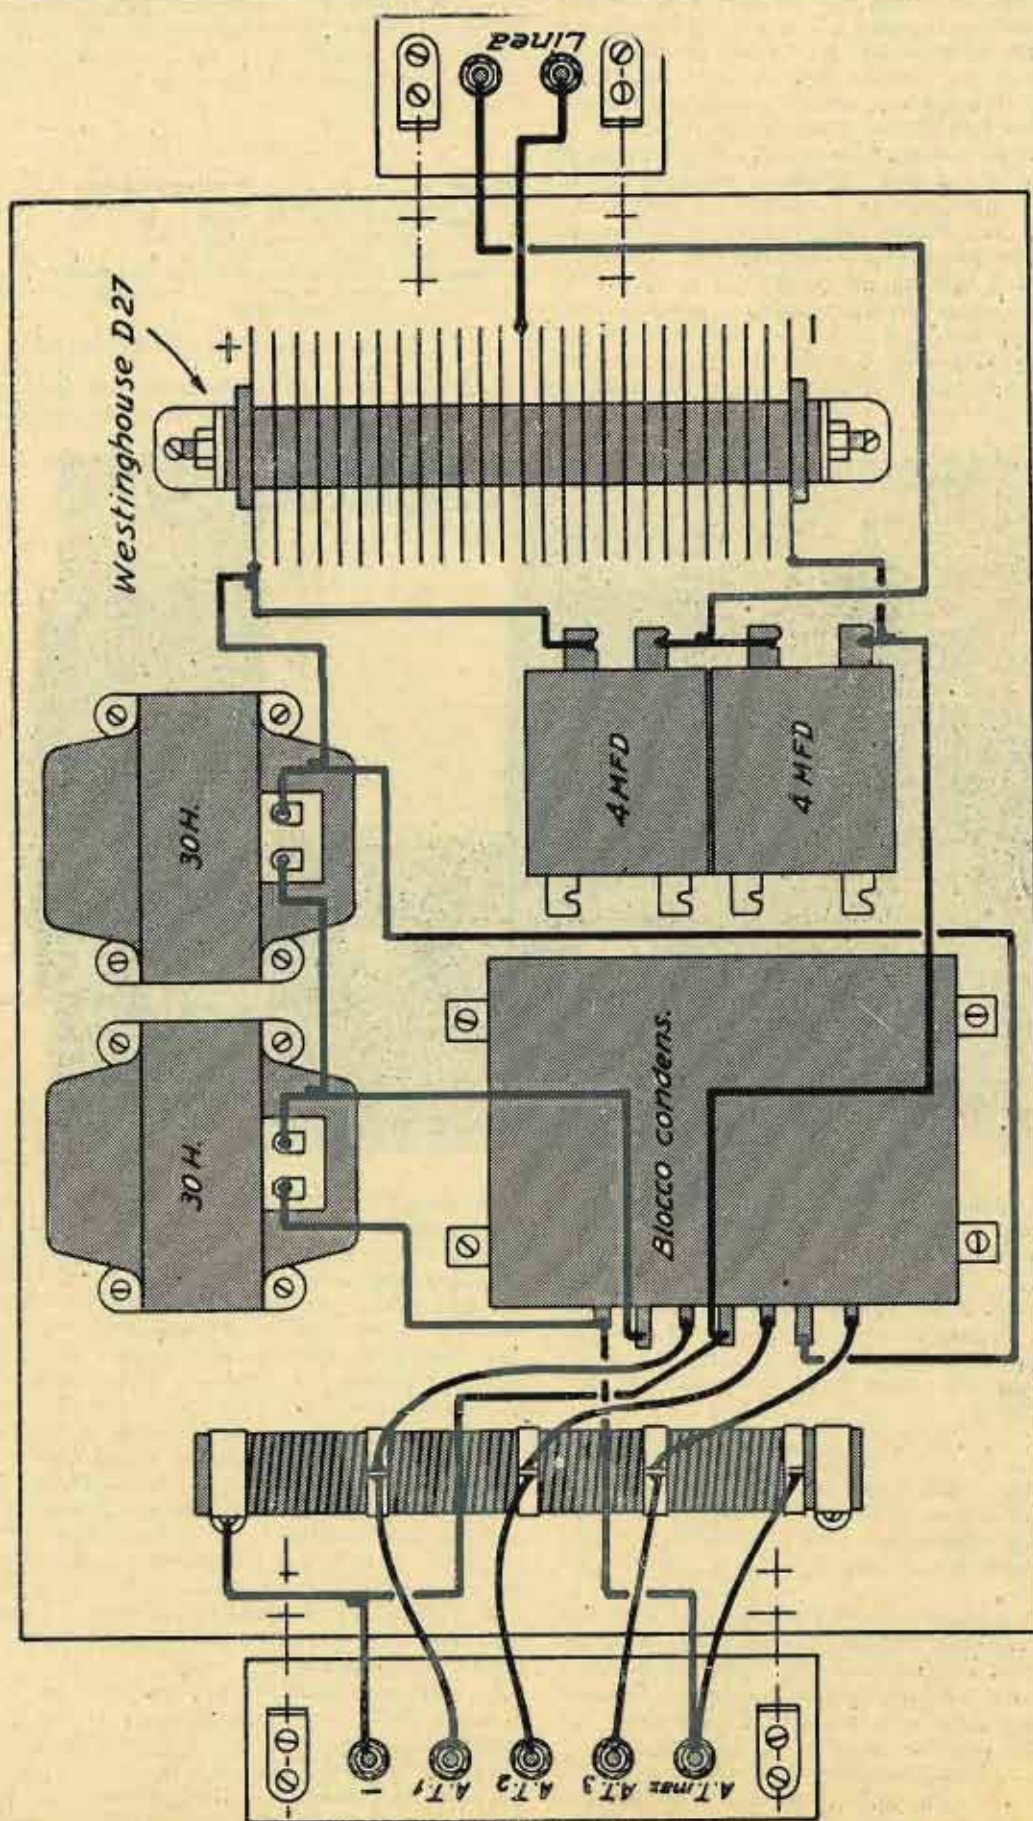 Linea
Westinghouse D27
+
-
30 H.
4 MFD
4 MFD
30 H.
Blocco condens.
-
A.T.1
A.T.2
A.T.3
A.T.max